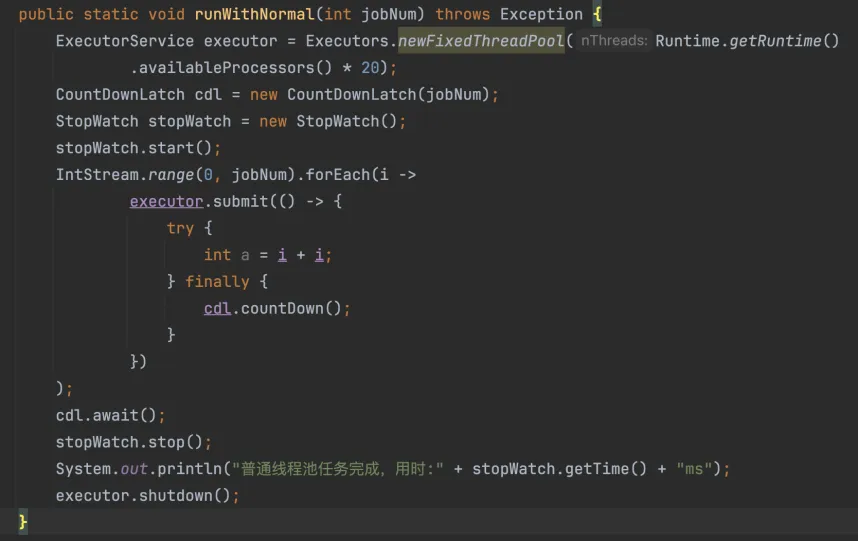 public static void runWithNormal(int jobNum) throws Exception {
ExecutorService executor = Executors.newFixedThreadPool( nThreads: Runtime.getRuntime()
.availableProcessors() * 20);
CountDownLatch cdl = new CountDownLatch(jobNum);
StopWatch stopWatch = new StopWatch();
stopWatch.start();
IntStream.range(0, jobNum).forEach(i ->
executor.submit(() -> {
try {
int a = i + i;
} finally {
cdl.countDown();
}
})
);
cdl.await();
stopWatch.stop();
System.out.println("普通线程池任务完成，用时:" + stopWatch.getTime() + "ms");
executor.shutdown();
}